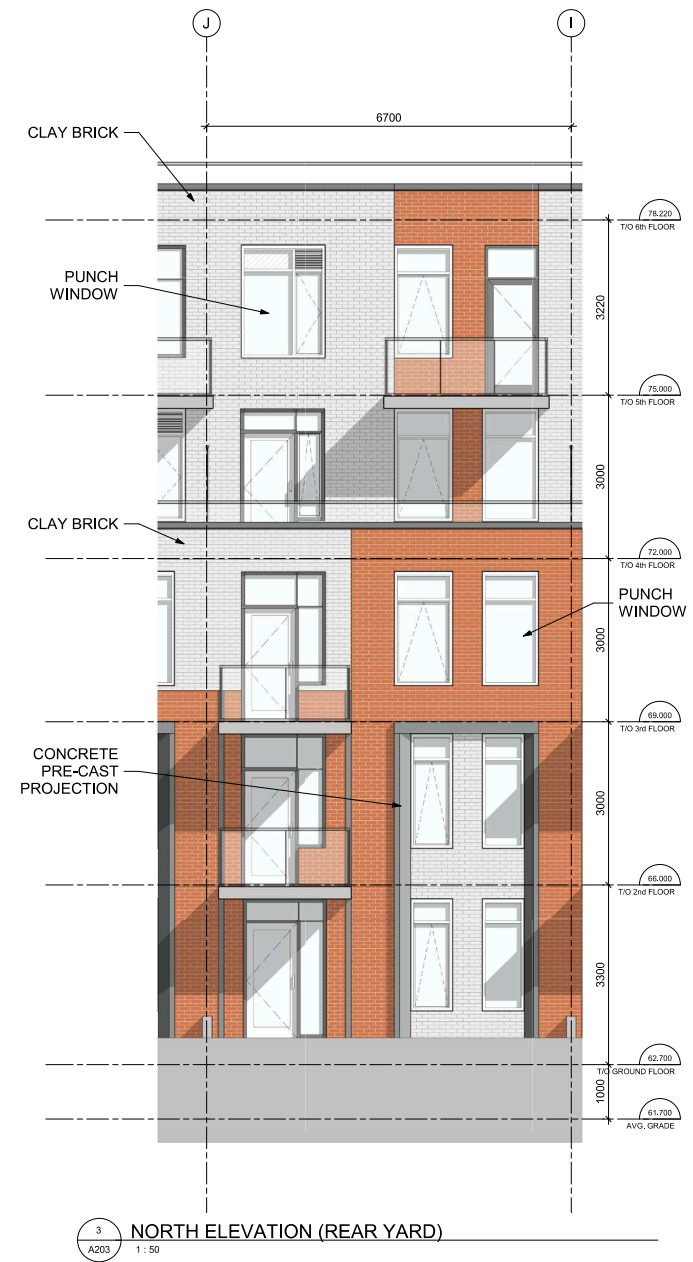 J
I
6700
CLAY BRICK
78.220
T/O 6th FLOOR
PUNCH
WINDOW
3220
75.000
T/O 5th FLOOR
3000
CLAY BRICK
72.000
T/O 4th FLOOR
PUNCH
WINDOW
3000
69.000
T/O 3rd FLOOR
CONCRETE
PRE-CAST
PROJECTION
3000
66.000
T/O 2nd FLOOR
3300
62.700
T/O GROUND FLOOR
1000
61.700
AVG. GRADE
3
A203
NORTH ELEVATION (REAR YARD)
1 : 50